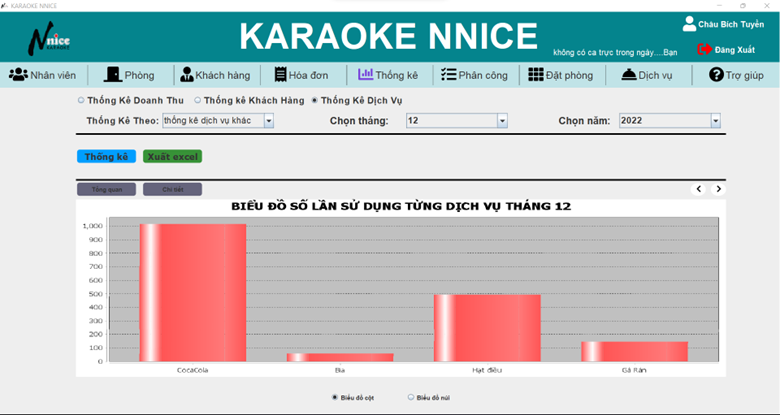 KARAOKE NNICE
Nnice
KARAOKE
KARAOKE NNICE
không có ca trực trong ngày....Bạn
Châu Bích Tuyền
Đăng Xuất
Nhân viên Phòng Khách hàng Hóa đơn Thống kê Phân công Đặt phòng Dịch vụ Trợ giúp
Thống Kê Doanh Thu Thống kê Khách Hàng Thống Kê Dịch Vụ
Thống Kê Theo: thống kê dịch vụ khác Chọn tháng: 12 Chọn năm: 2022
Thống kê Xuất excel
Tổng quan Chi tiết
BIỂU ĐỒ SỐ LẦN SỬ DỤNG TỪNG DỊCH VỤ THÁNG 12
1,000
900
800
700
600
500
400
300
200
100
0
CocaCola Bia Hạt điều Gà Rán
Biểu đồ cột Biểu đồ núi